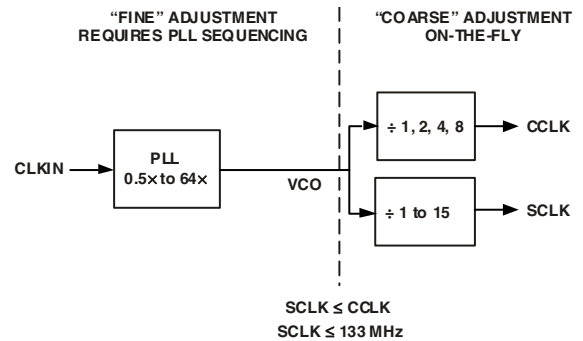 “FINE” ADJUSTMENT
REQUIRES PLL SEQUENCING
“COARSE” ADJUSTMENT
ON-THE-FLY
CLKIN
PLL
0.5× to 64×
VCO
÷ 1, 2, 4, 8
CCLK
÷ 1 to 15
SCLK
SCLK ≤ CCLK
SCLK ≤ 133 MHz